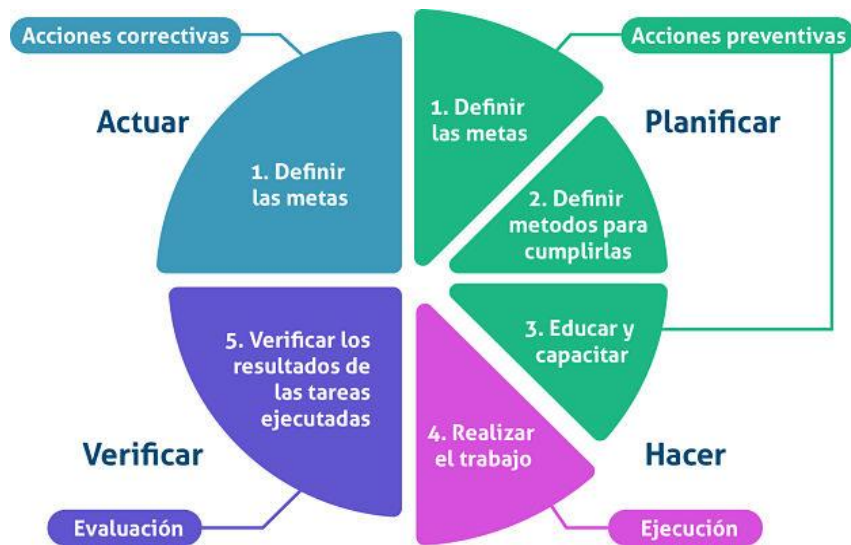 Acciones correctivas
Acciones preventivas
Actuar
Planificar
1. Definir
las metas
1. Definir
las metas
2. Definir
metodos para
cumplirlas
3. Educar y
capacitar
4. Realizar
el trabajo
5. Verificar los
resultados de
las tareas
ejecutadas
Verificar
Hacer
Evaluación
Ejecución